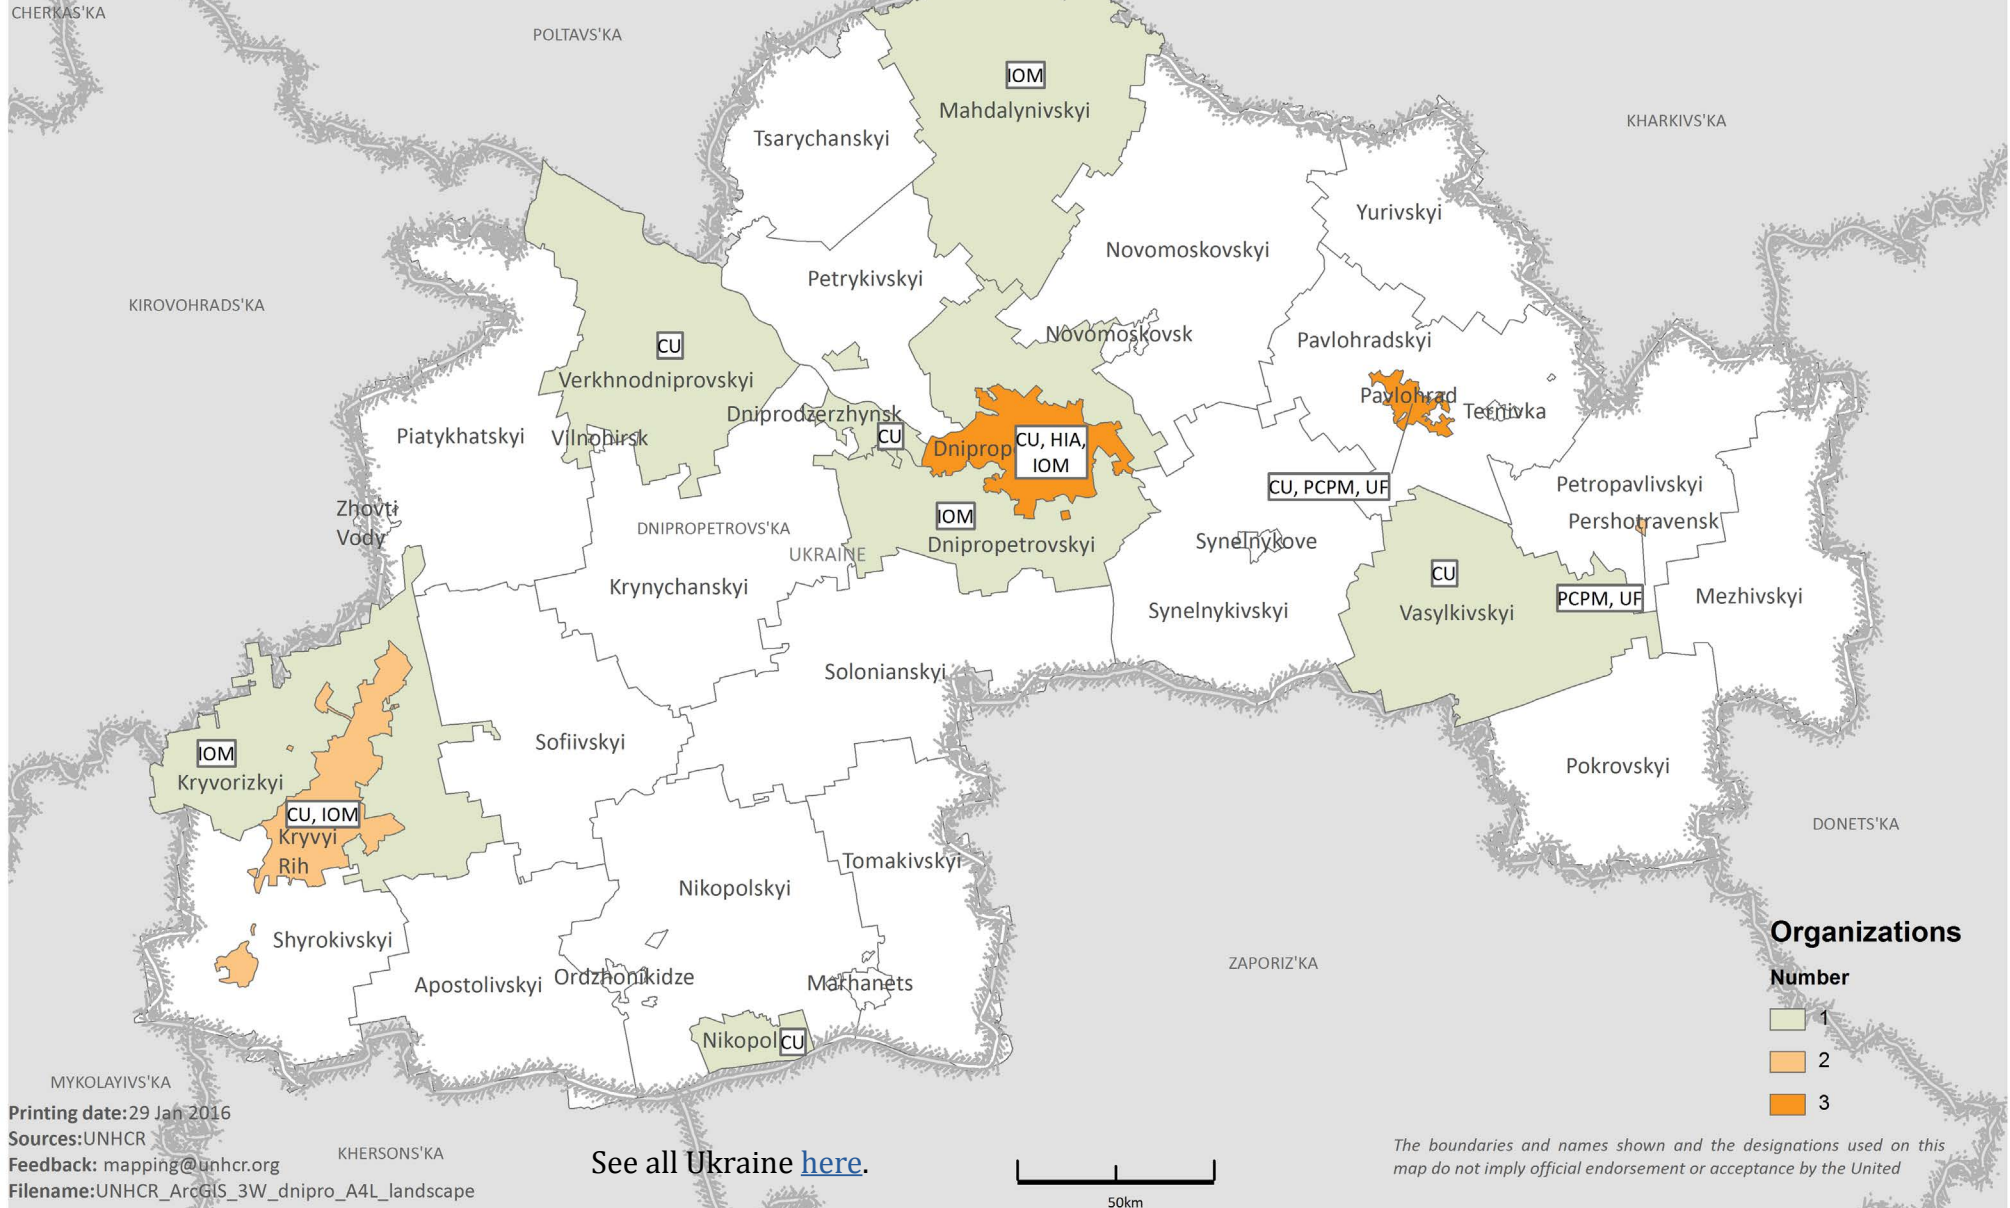 CHERKAS'KA
POLTAVS'KA
IOM
Mahdalynivskyi
KHARKIVS'KA
Tsarychanskyi
Yurivskyi
Novomoskovskyi
Petrykivskyi
KIROVOHRADS'KA
Novomoskovsk
Pavlohradskyi
CU
Verkhnodniprovskyi
Pavlohrad
Ternivka
Dniprodzerzhynsk
CU
Piatykhatskyi
Vilnohirsk
Dniprop
CU, HIA,
IOM
CU, PCPM, UF
Petropavlivskyi
Pershotravensk
Zhovti
Vody
IOM
Dnipropetrovskyi
DNIPROPETROVS'KA
UKRAINE
Synelnykove
Krynychanskyi
CU
Vasylkivskyi
PCPM, UF
Mezhivskyi
Synelnykivskyi
Solonianskyi
Sofiivskyi
IOM
Kryvorizkyi
Pokrovskyi
CU, IOM
Kryvyi
Rih
DONETS'KA
Tomakivskyi
Nikopolskyi
Shyrokivskyi
Apostolivskyi
Ordzhonikidze
Marhanets
ZAPORIZ'KA
Nikopol
CU
Organizations
Number
1
2
3
MYKOLAYIVS'KA
Printing date:29 Jan 2016
Sources:UNHCR
Feedback: mapping@unhcr.org
Filename:UNHCR_ArcGIS_3W_dnipro_A4L_landscape
KHERSONS'KA
See all Ukraine here.
50km
The boundaries and names shown and the designations used on this
map do not imply official endorsement or acceptance by the United